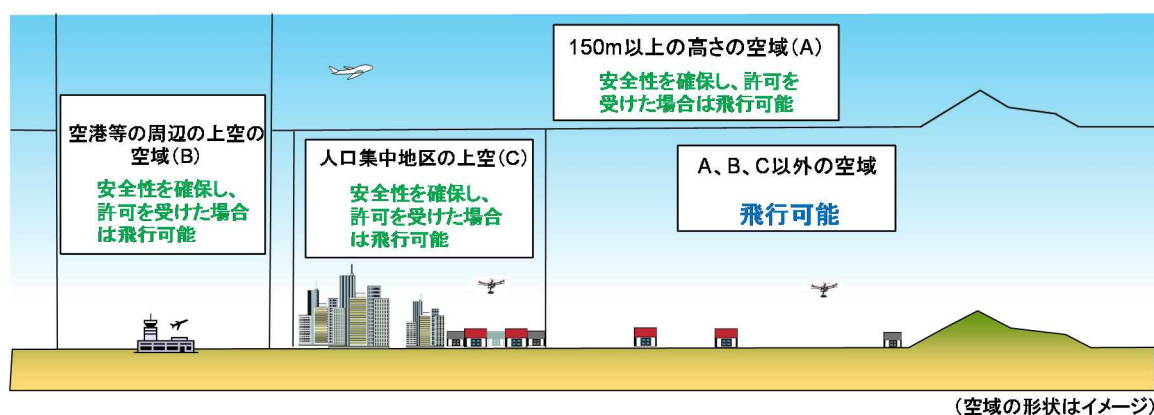 150m以上の高さの空域(A)
安全性を確保し、許可を
受けた場合は飛行可能
空港等の周辺の上空の
空域(B)
安全性を確保し、
許可を受けた場合
は飛行可能
人口集中地区の上空(C)
安全性を確保し、
許可を受けた場合
は飛行可能
A、B、C以外の空域
飛行可能
(空域の形状はイメージ)